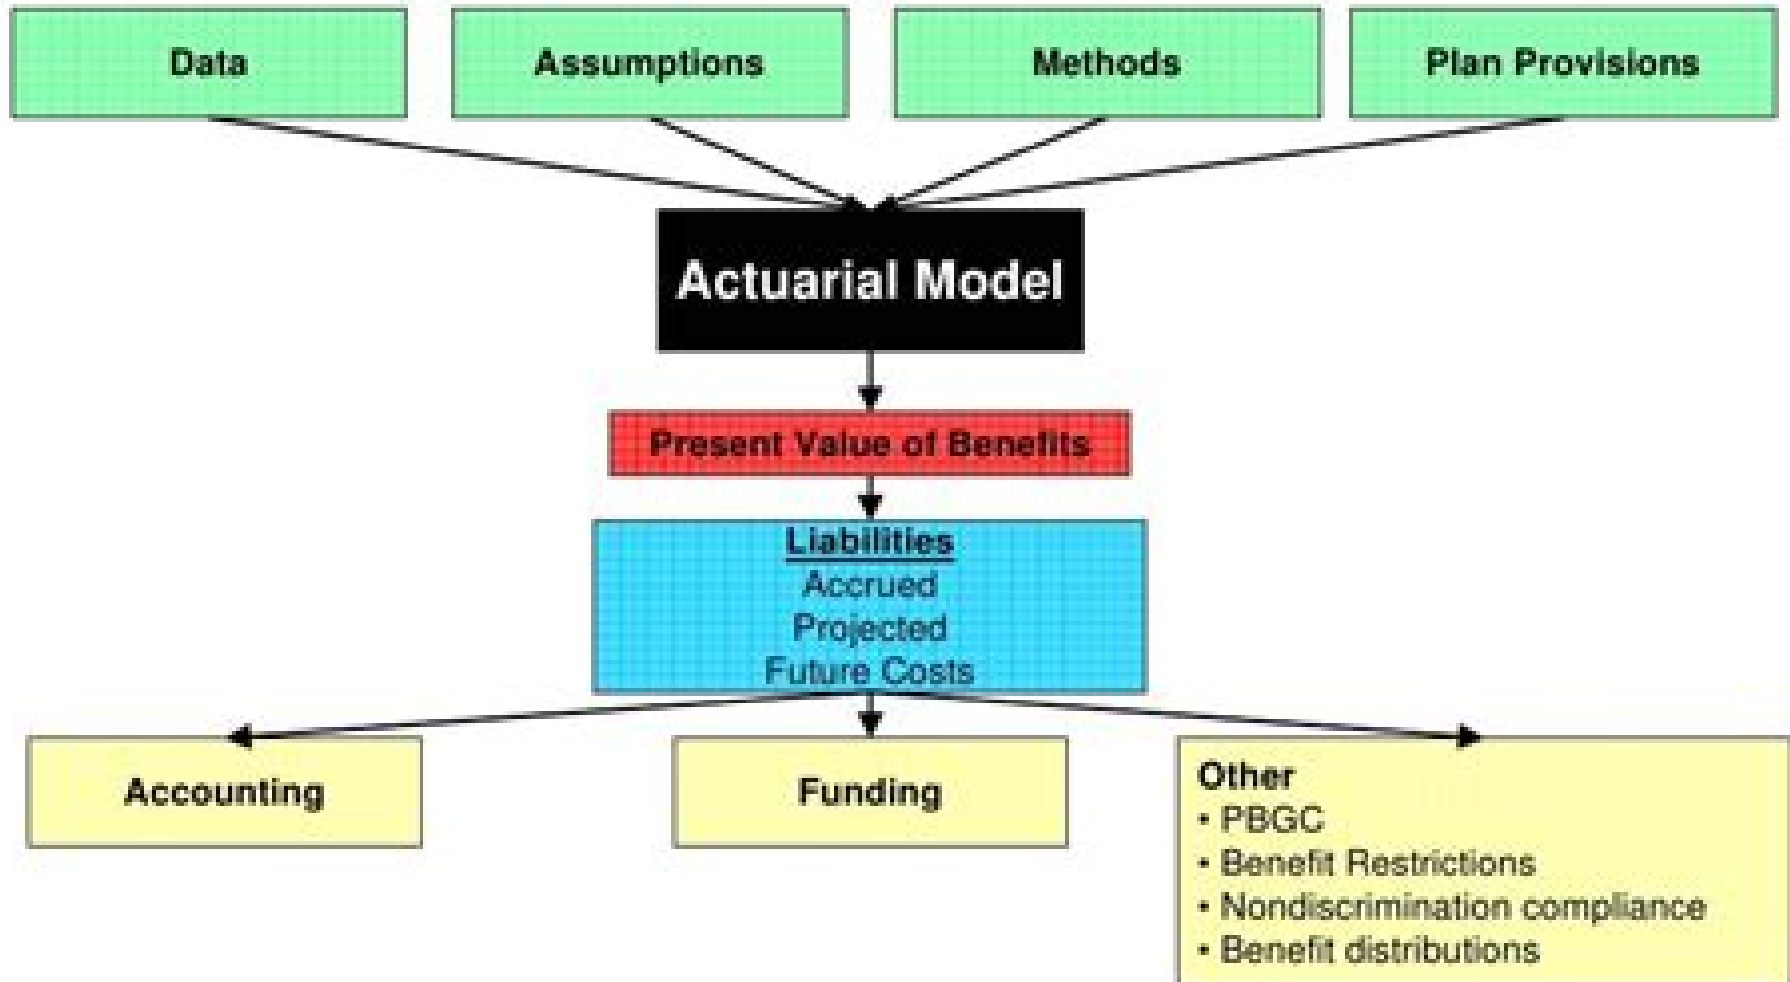 Data
Assumptions
Methods
Plan Provisions
Actuarial Model
Present Value of Benefits
Liabilities
Accrued
Projected
Future Costs
Accounting
Funding
Other
• PBGC
• Benefit Restrictions
• Nondiscrimination compliance
• Benefit distributions